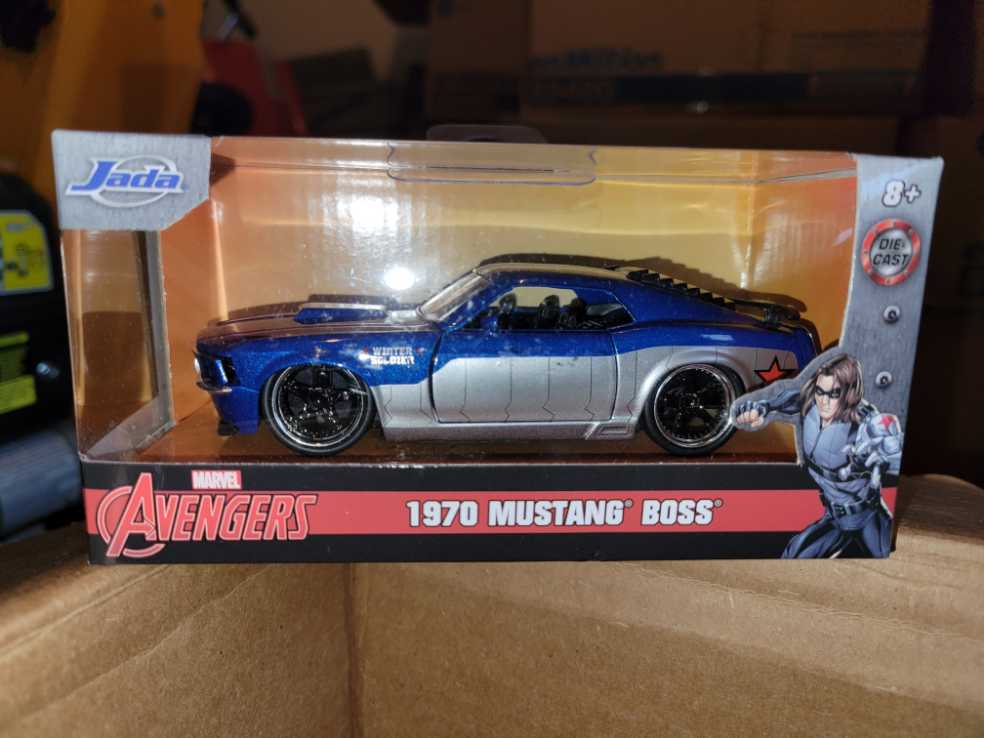 Jada
8+
DIE-
CAST
WINTER
SOLDIER
MARVEL
AVENGERS
1970 MUSTANG® BOSS®